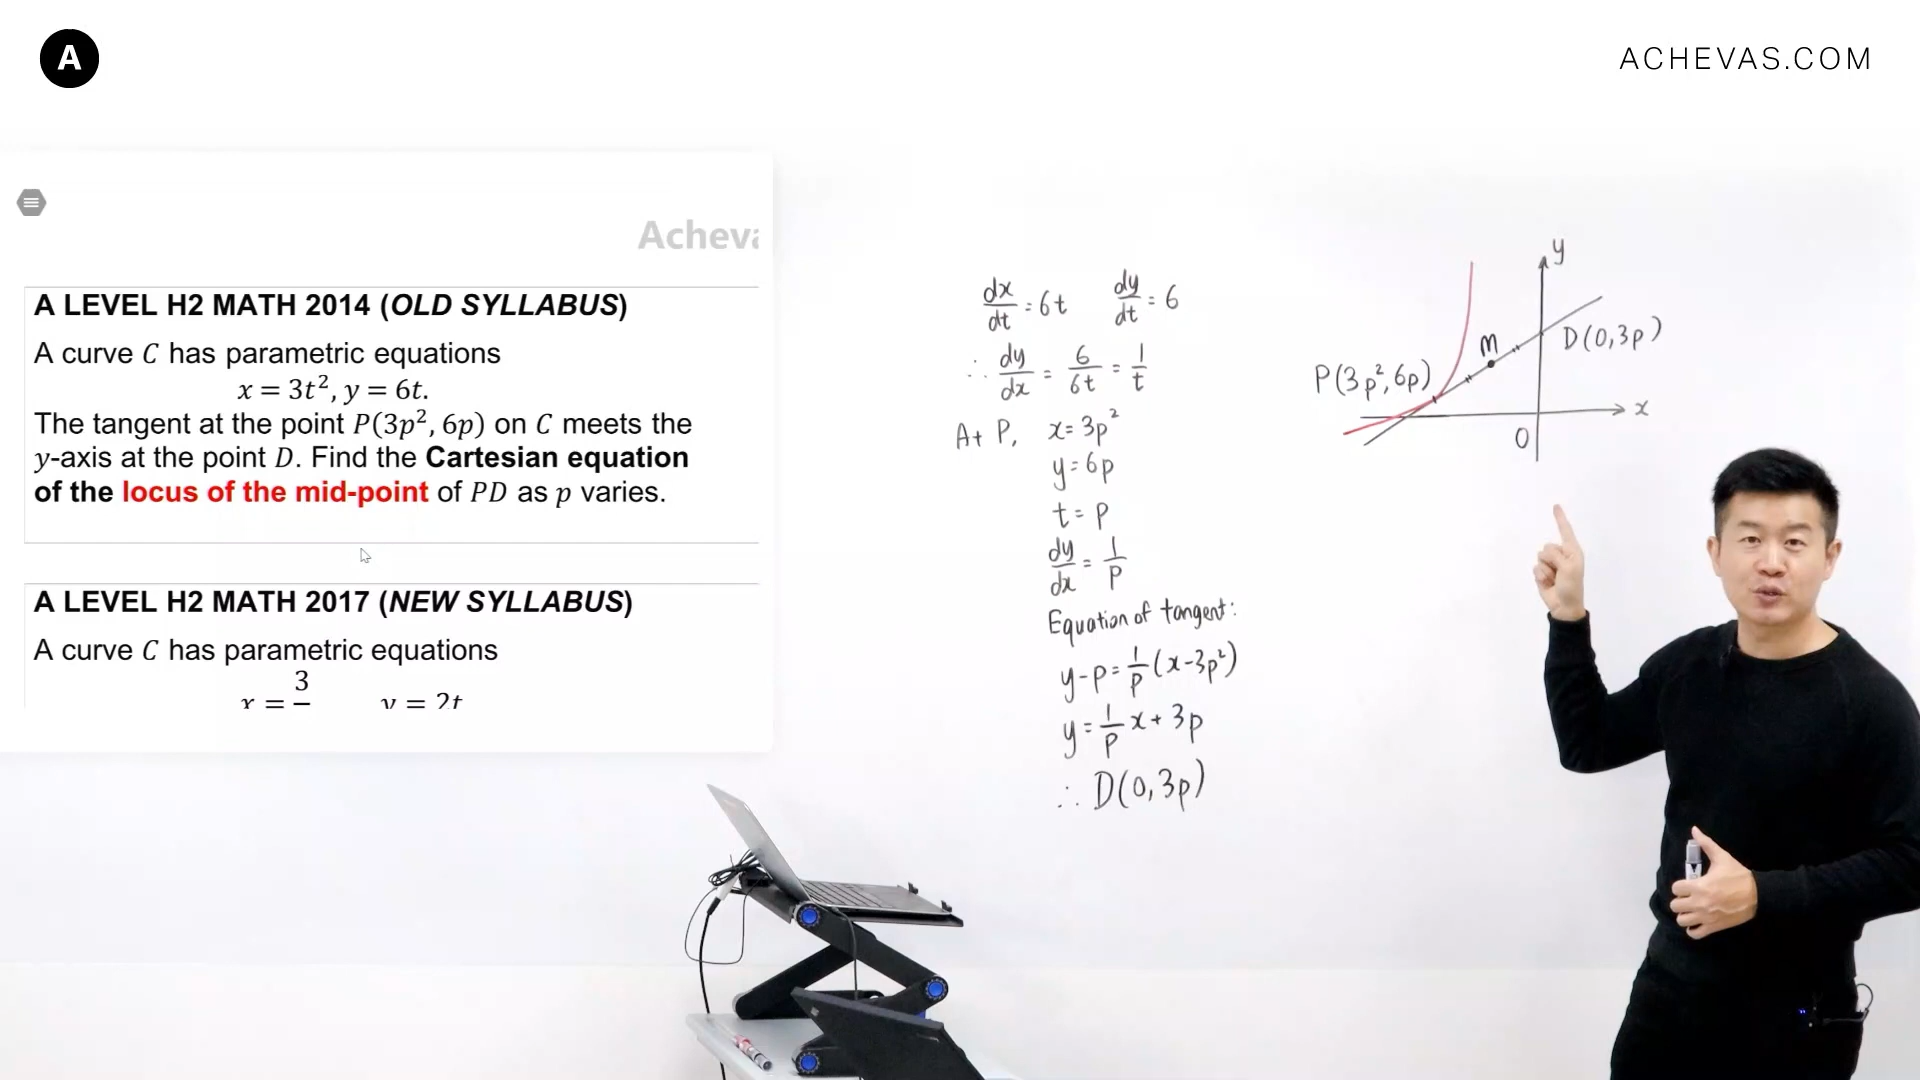 A
ACHEVAS.COM
Acheva
A LEVEL H2 MATH 2014 (OLD SYLLABUS)
A curve C has parametric equations
x = 3t², y = 6t.
The tangent at the point P(3p², 6p) on C meets the
y-axis at the point D. Find the Cartesian equation
of the locus of the mid-point of PD as p varies.
A LEVEL H2 MATH 2017 (NEW SYLLABUS)
A curve C has parametric equations
x = 3/ y = 2t
dx/dt = 6t dy/dt = 6
∴ dy/dx = 6/6t = 1/t
At P, x = 3p²
y = 6p
t = p
dy/dx = 1/p
Equation of tangent:
y-p = 1/p (x-3p²)
y = 1/p x + 3p
∴ D(0,3p)
y
M
D(0,3p)
P(3p²,6p)
x
O